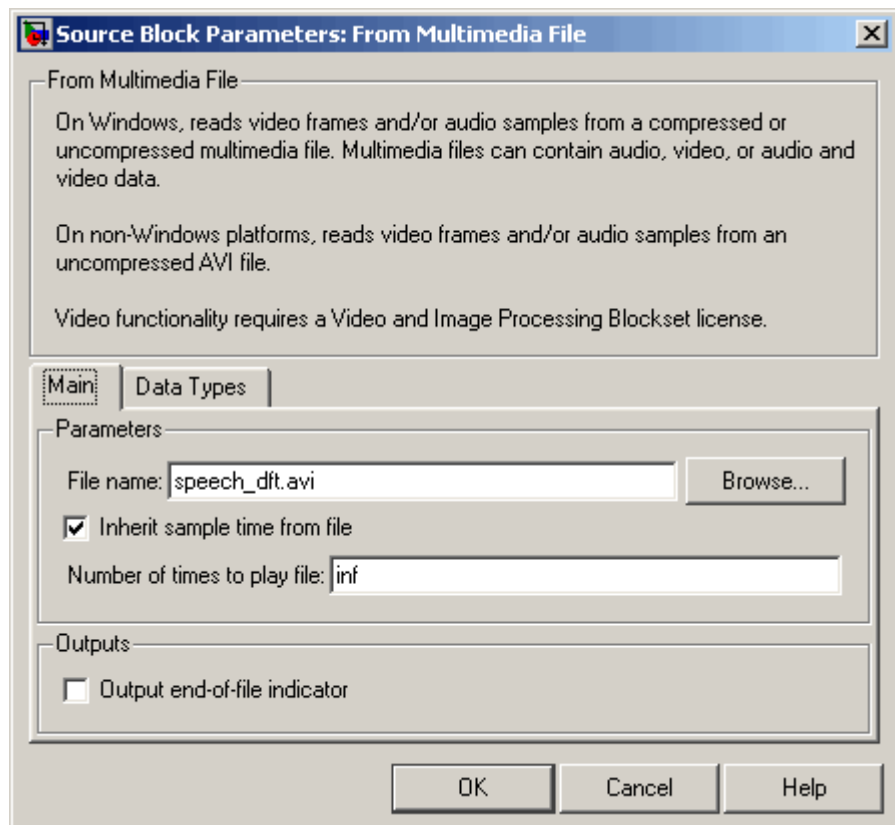 Source Block Parameters: From Multimedia File
From Multimedia File
On Windows, reads video frames and/or audio samples from a compressed or
uncompressed multimedia file. Multimedia files can contain audio, video, or audio and
video data.
On non-Windows platforms, reads video frames and/or audio samples from an
uncompressed AVI file.
Video functionality requires a Video and Image Processing Blockset license.
Main Data Types
Parameters
File name: speech_dft.avi Browse...
Inherit sample time from file
Number of times to play file: inf
Outputs
Output end-of-file indicator
OK Cancel Help